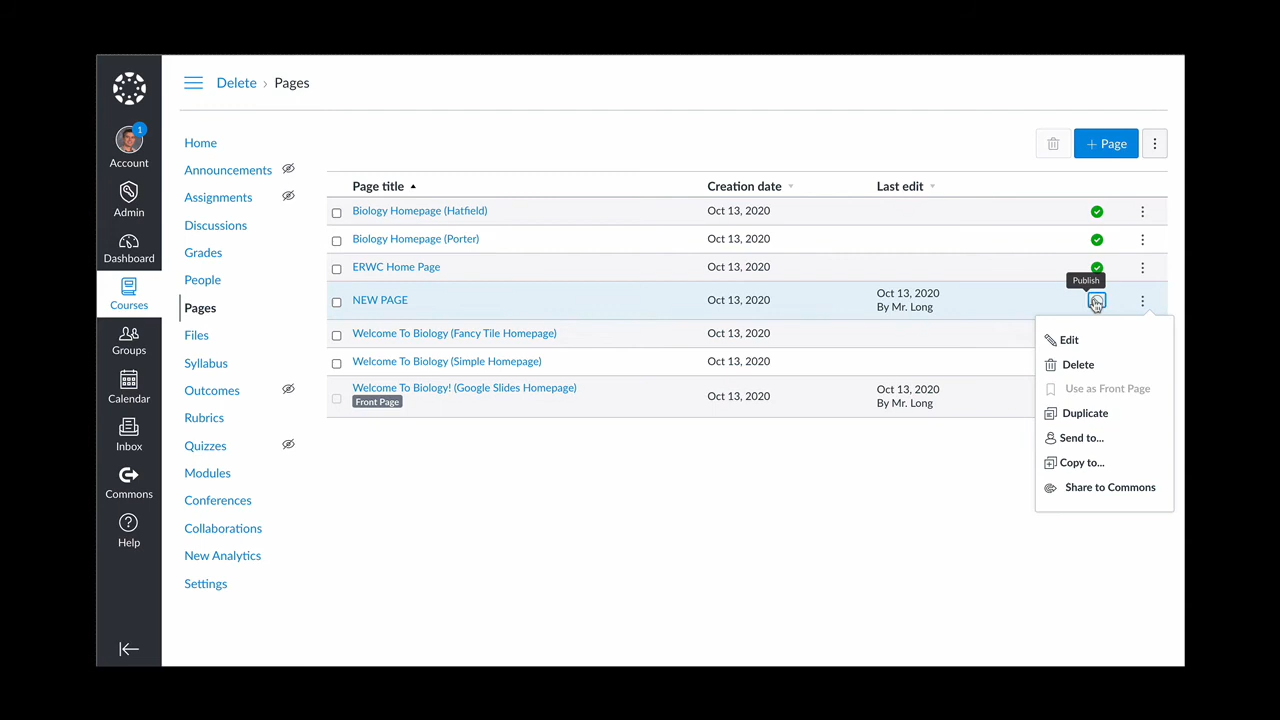 Delete › Pages
1
Account
Admin
Dashboard
Courses
Groups
Calendar
Inbox
Commons
Help
Home
Announcements
Assignments
Discussions
Grades
People
Pages
Files
Syllabus
Outcomes
Rubrics
Quizzes
Modules
Conferences
Collaborations
New Analytics
Settings
+ Page
Page title Creation date Last edit
Biology Homepage (Hatfield) Oct 13, 2020
Biology Homepage (Porter) Oct 13, 2020
ERWC Home Page Oct 13, 2020
Publish
NEW PAGE Oct 13, 2020 Oct 13, 2020
By Mr. Long
Welcome To Biology (Fancy Tile Homepage) Oct 13, 2020
Welcome To Biology (Simple Homepage) Oct 13, 2020
Welcome To Biology! (Google Slides Homepage) Oct 13, 2020 Oct 13, 2020
Front Page By Mr. Long
Edit
Delete
Use as Front Page
Duplicate
Send to...
Copy to...
Share to Commons